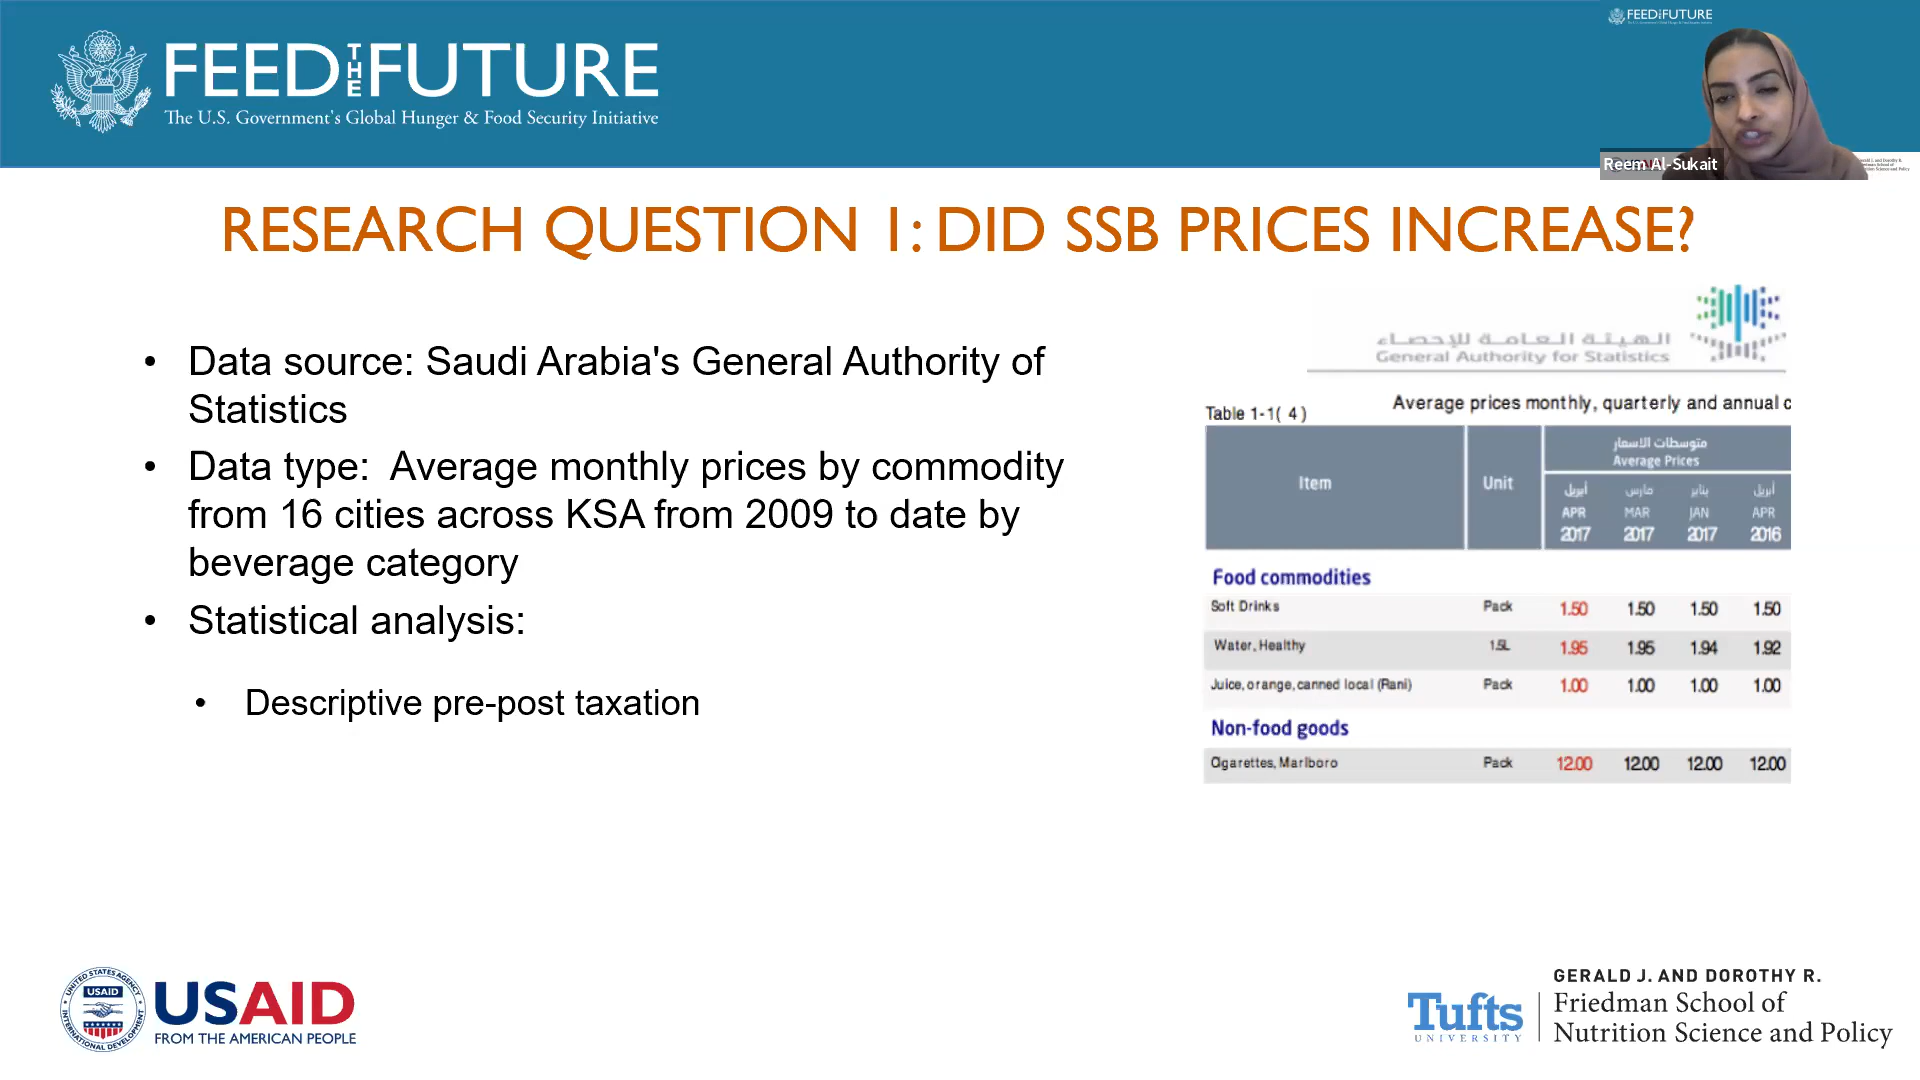 FEED THE FUTURE
The U.S. Government's Global Hunger & Food Security Initiative
FEED THE FUTURE
Reem Al-Sukait
RESEARCH QUESTION 1: DID SSB PRICES INCREASE?
• Data source: Saudi Arabia's General Authority of
Statistics
• Data type: Average monthly prices by commodity
from 16 cities across KSA from 2009 to date by
beverage category
• Statistical analysis:
• Descriptive pre-post taxation
الهيئة العامة للإحصاء
General Authority for Statistics
Average prices monthly, quarterly and annual c
Table 1-1( 4 )
Item Unit متوسطات الاسعار
Average Prices
أبريل مارس يناير أبريل
APR MAR JAN APR
2017 2017 2017 2016
Food commodities
Soft Drinks Pack 1.50 1.50 1.50 1.50
Water, Healthy 1.5L 1.95 1.95 1.94 1.92
Juice, orange, canned local (Rani) Pack 1.00 1.00 1.00 1.00
Non-food goods
Cigarettes, Marlboro Pack 12.00 12.00 12.00 12.00
UNITED STATES AGENCY
USAID
INTERNATIONAL DEVELOPMENT
USAID
FROM THE AMERICAN PEOPLE
Tufts
UNIVERSITY
GERALD J. AND DOROTHY R.
Friedman School of
Nutrition Science and Policy